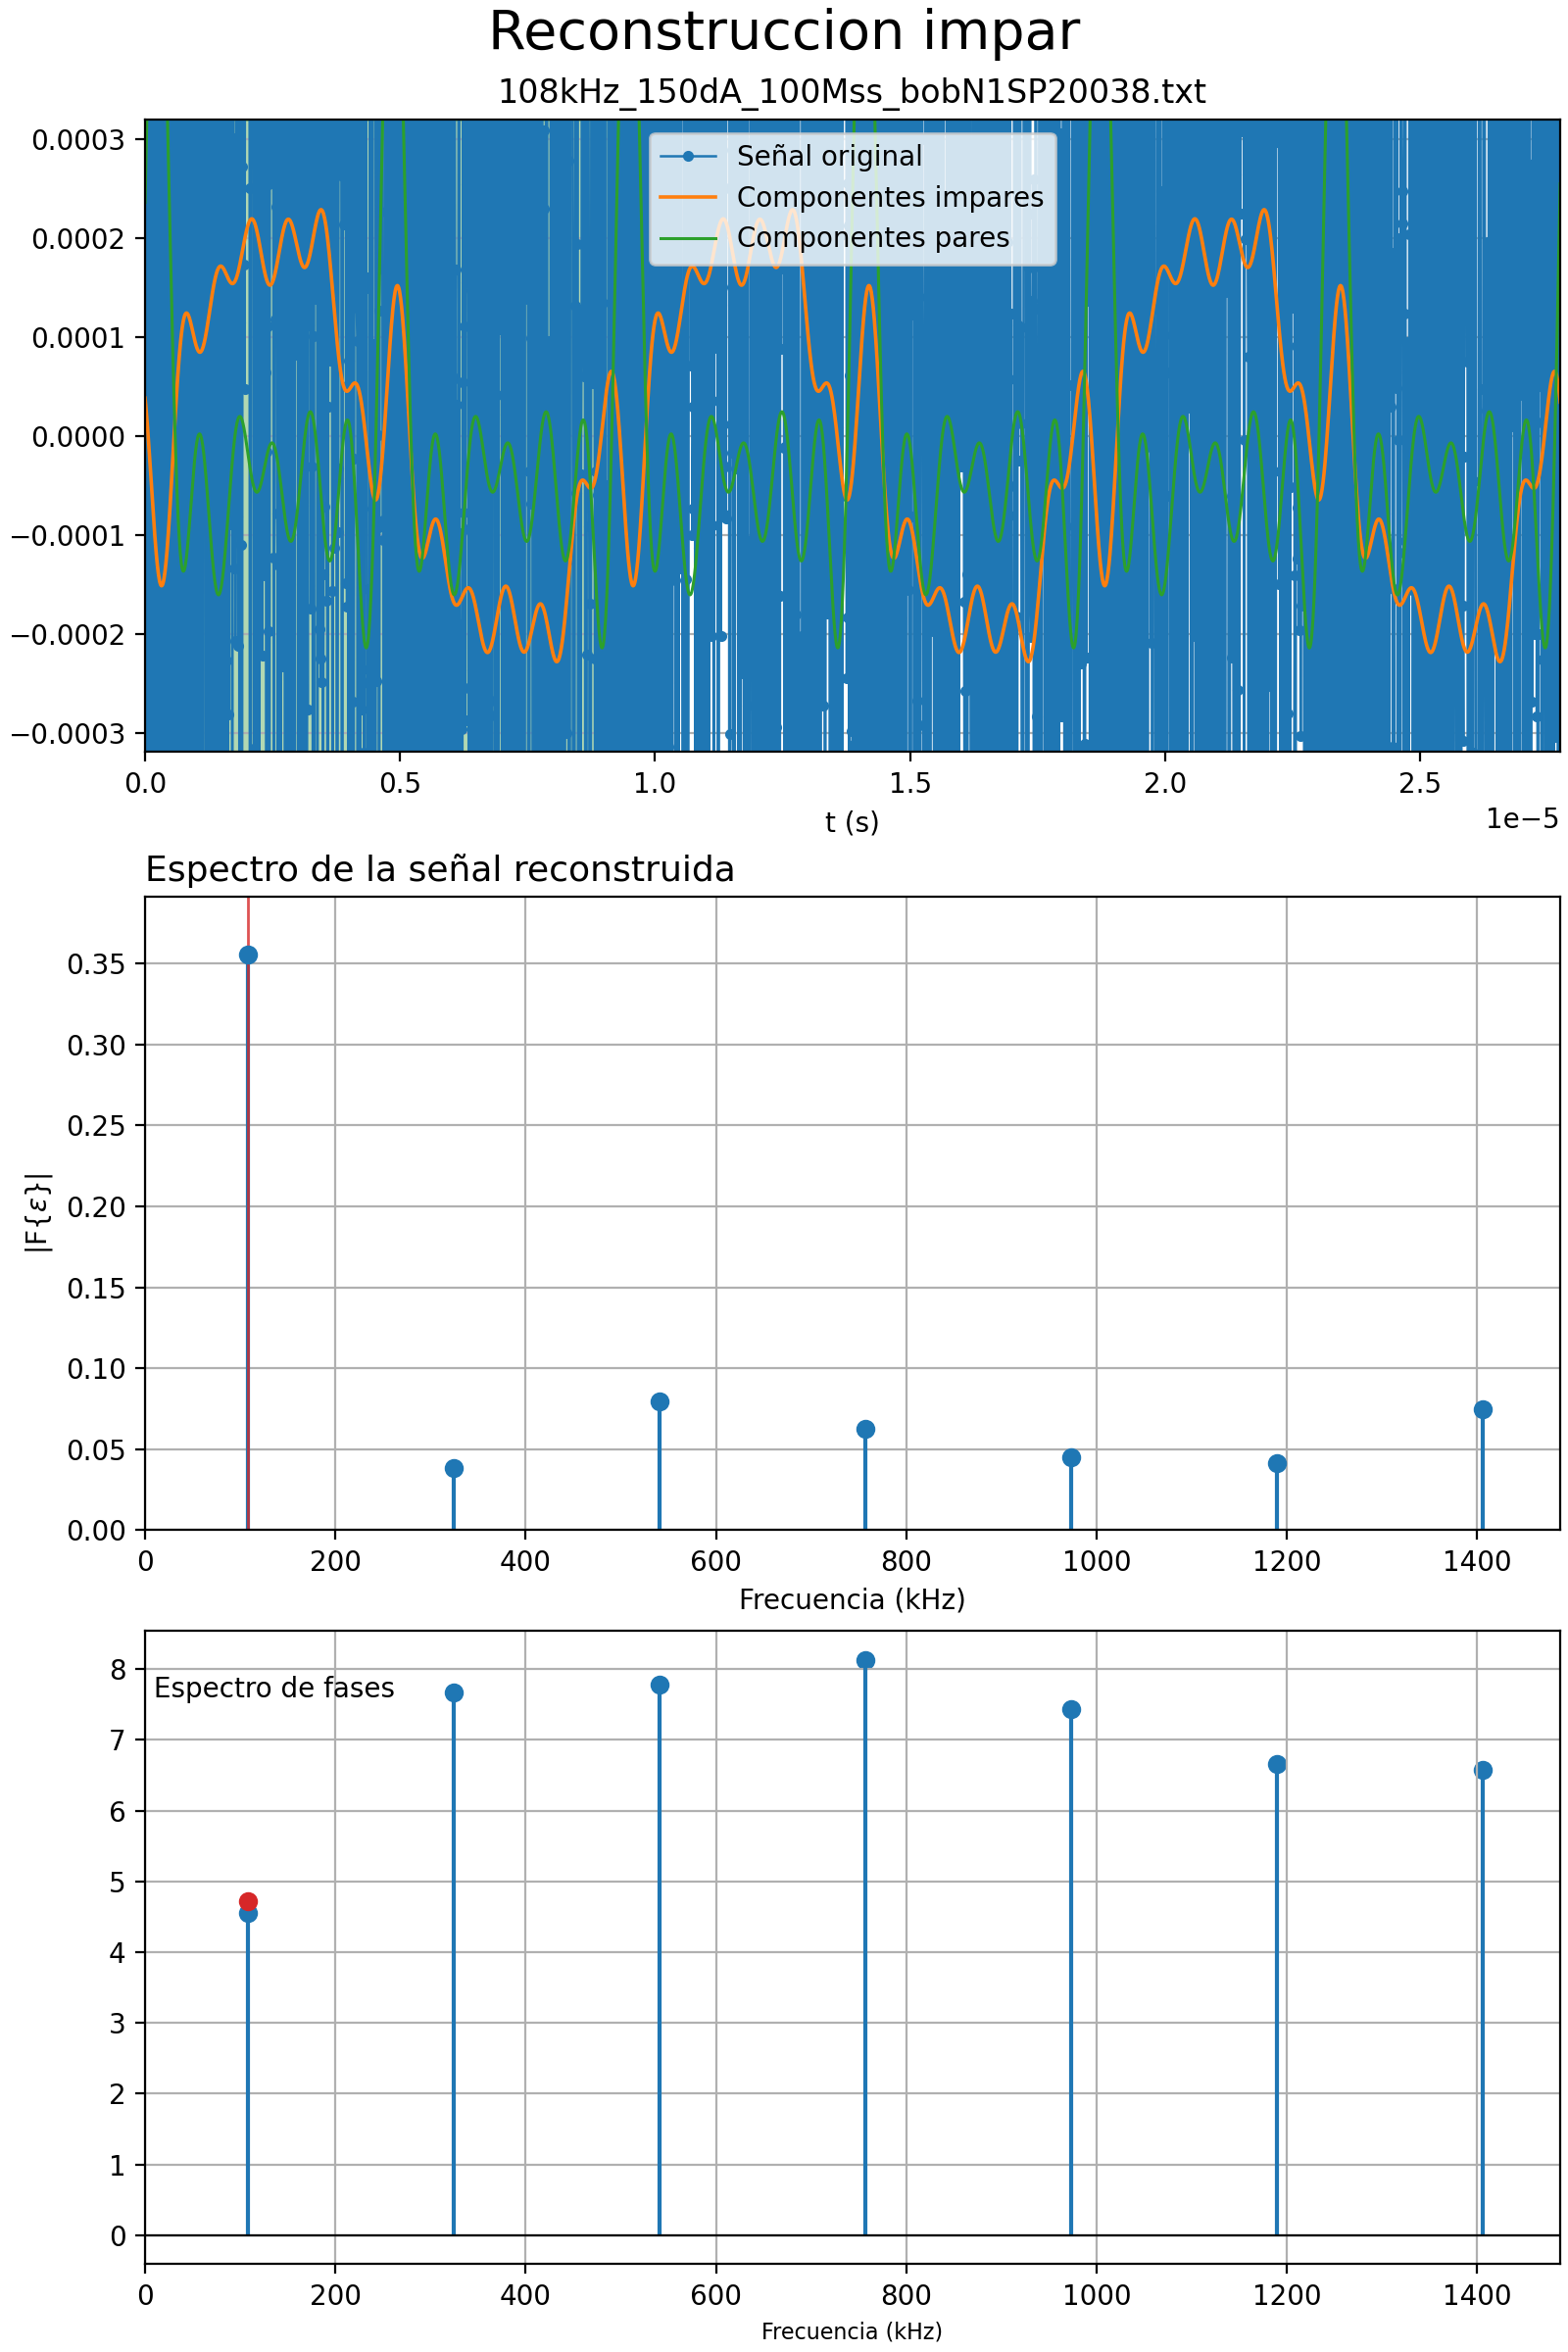 Reconstruccion impar
108kHz_150dA_100Mss_bobN1SP20038.txt
0.0003
0.0002
0.0001
0.0000
−0.0001
−0.0002
−0.0003
Señal original
Componentes impares
Componentes pares
0.0 0.5 1.0 1.5 2.0 2.5
t (s)
1e−5
Espectro de la señal reconstruida
|F{ε}|
0.35
0.30
0.25
0.20
0.15
0.10
0.05
0.00
0 200 400 600 800 1000 1200 1400
Frecuencia (kHz)
Espectro de fases
8
7
6
5
4
3
2
1
0
0 200 400 600 800 1000 1200 1400
Frecuencia (kHz)